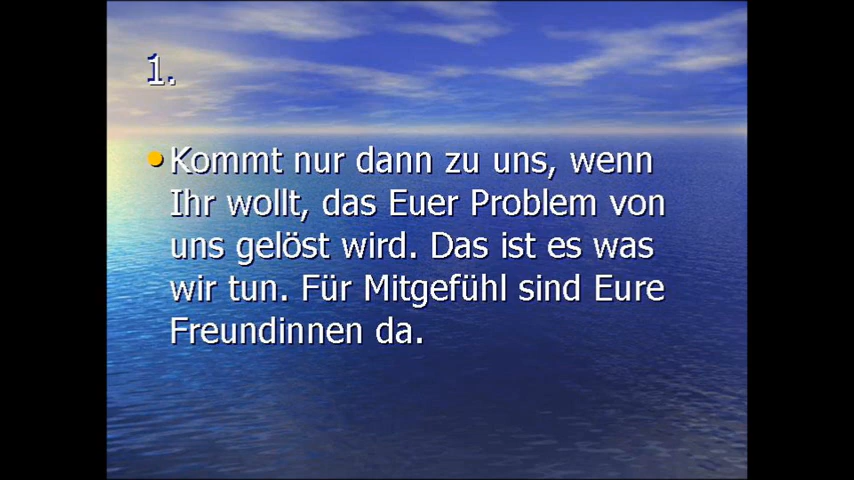 1.
• Kommt nur dann zu uns, wenn
Ihr wollt, das Euer Problem von
uns gelöst wird. Das ist es was
wir tun. Für Mitgefühl sind Eure
Freundinnen da.